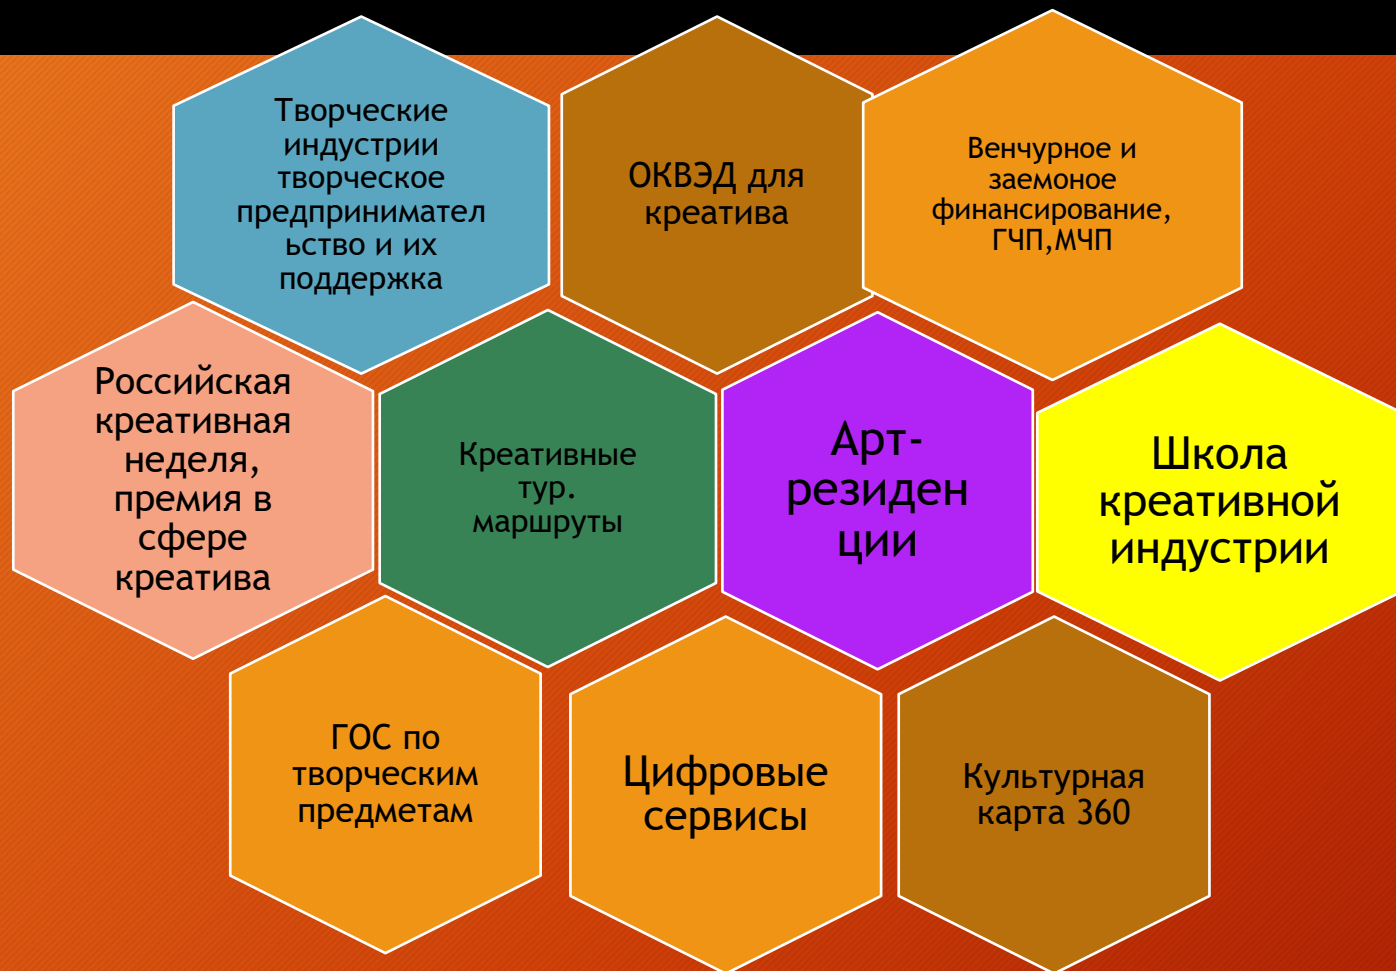 Творческие
индустрии
творческое
предпринимател
ьство и их
поддержка
ОКВЭД для
креатива
Венчурное и
заемоное
финансирование,
ГЧП,МЧП
Российская
креативная
неделя,
премия в
сфере
креатива
Креативные
тур.
маршруты
Арт-
резиден
ции
Школа
креативной
индустрии
ГОС по
творческим
предметам
Цифровые
сервисы
Культурная
карта 360